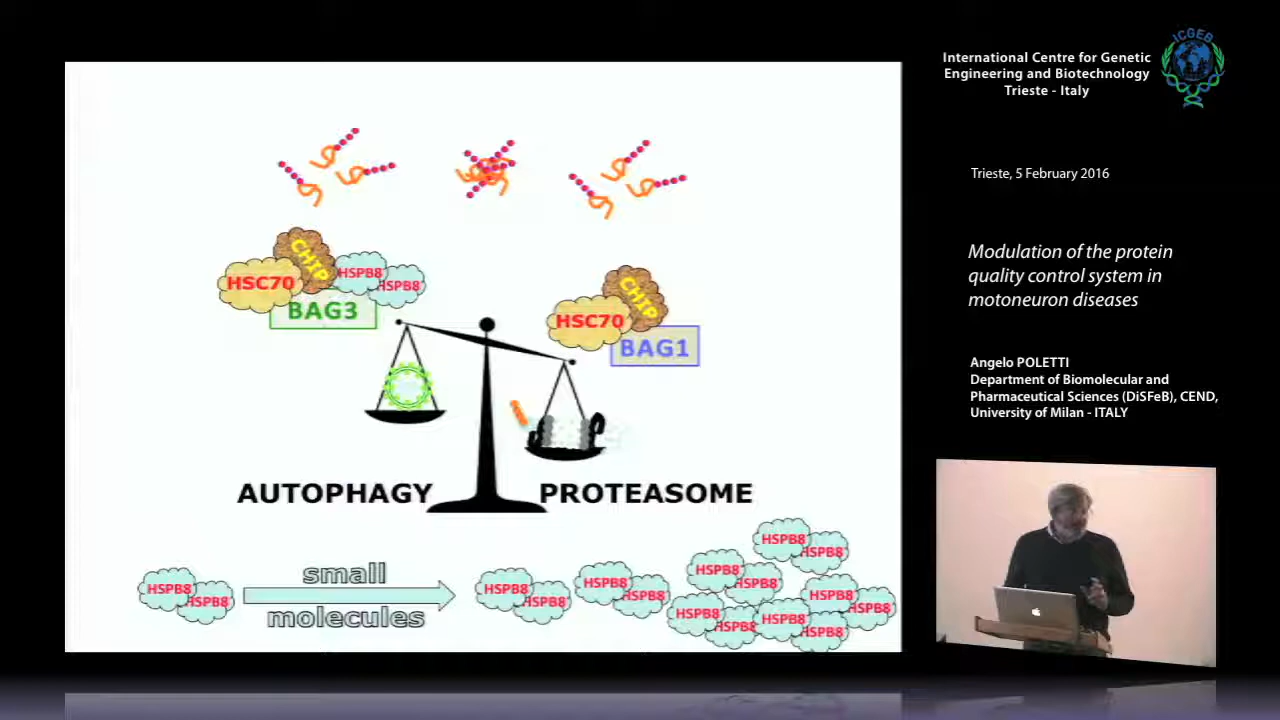 CHIP
HSC70
HSPB8
HSPB8
BAG3
CHIP
HSC70
BAG1
AUTOPHAGY
PROTEASOME
HSPB8
HSPB8
small
molecules
HSPB8
HSPB8
HSPB8
HSPB8
HSPB8
HSPB8
HSPB8
HSPB8
HSPB8
HSPB8
HSPB8
HSPB8
HSPB8
HSPB8
ICGEB
International Centre for Genetic
Engineering and Biotechnology
Trieste - Italy
Trieste, 5 February 2016
Modulation of the protein
quality control system in
motoneuron diseases
Angelo POLETTI
Department of Biomolecular and
Pharmaceutical Sciences (DiSFeB), CEND,
University of Milan - ITALY